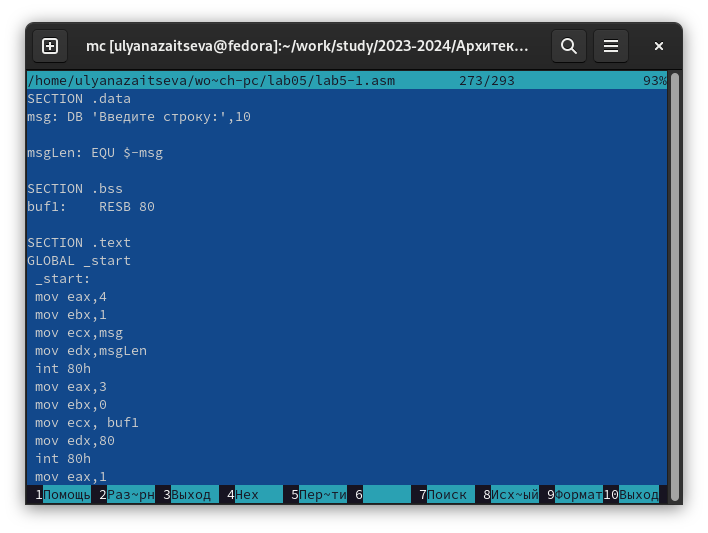 mc [ulyanazaitseva@fedora]:~/work/study/2023-2024/Архитек…
/home/ulyanazaitseva/wo~ch-pc/lab05/lab5-1.asm 273/293 93%
SECTION .data
msg: DB 'Введите строку:',10
msgLen: EQU $-msg
SECTION .bss
buf1: RESB 80
SECTION .text
GLOBAL _start
_start:
mov eax,4
mov ebx,1
mov ecx,msg
mov edx,msgLen
int 80h
mov eax,3
mov ebx,0
mov ecx, buf1
mov edx,80
int 80h
mov eax,1
1Помощь 2Раз~рн 3Выход 4Hex 5Пер~ти 6 7Поиск 8Исх~ый 9Формат 10Выход